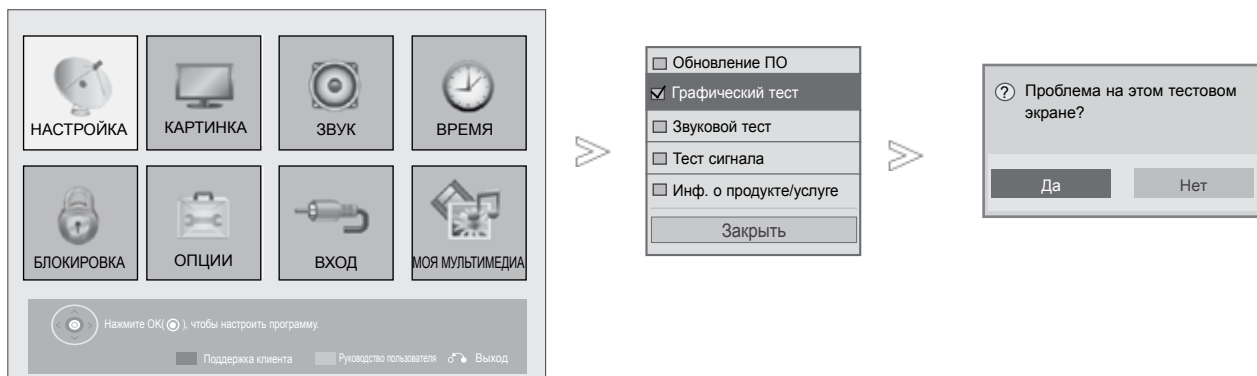 НАСТРОЙКА КАРТИНКА ЗВУК ВРЕМЯ
БЛОКИРОВКА ОПЦИИ ВХОД МОЯ МУЛЬТИМЕДИА
Нажмите OK( ), чтобы настроить программу.
Поддержка клиента Руководство пользователя Выход
Обновление ПО
Графический тест
Звуковой тест
Тест сигнала
Инф. о продукте/услуге
Закрыть
? Проблема на этом тестовом
экране?
Да Нет